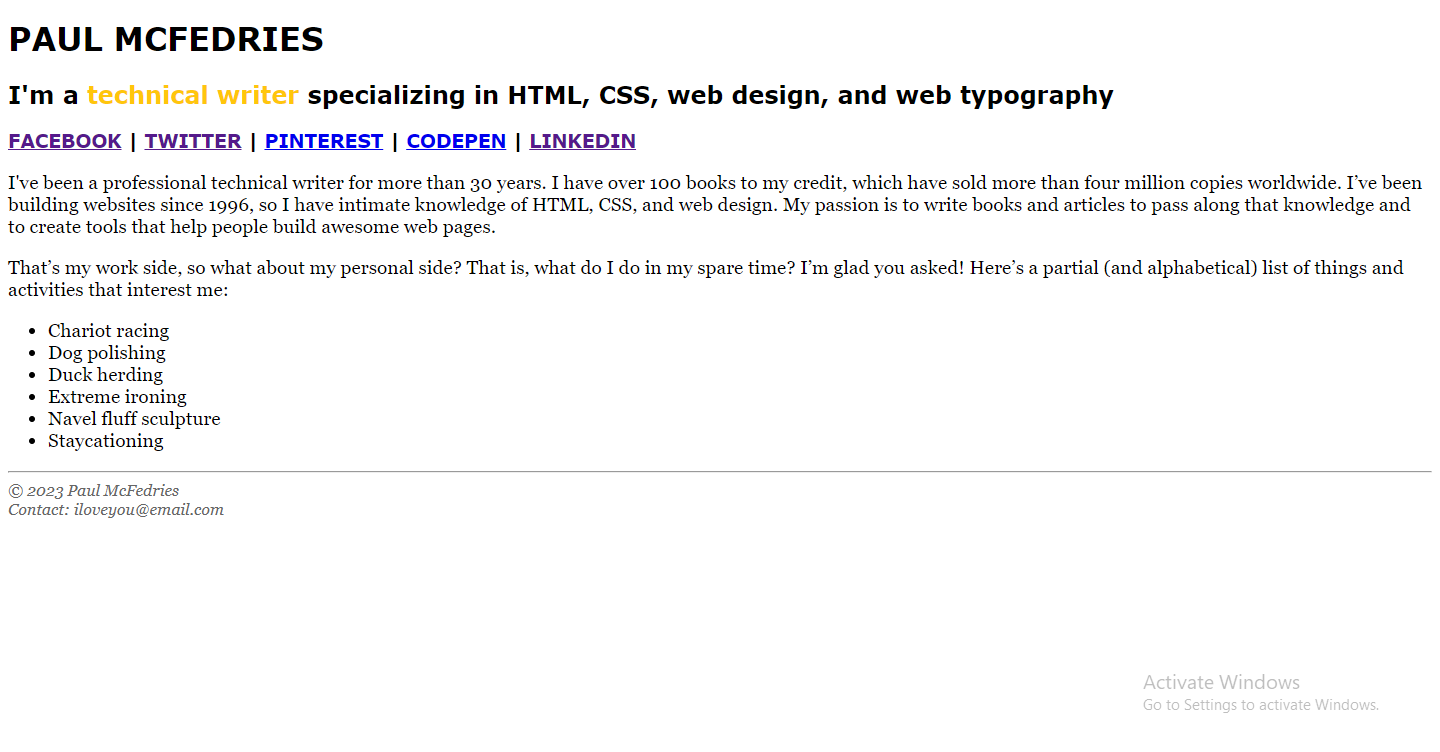 PAUL MCFEDRIES
I'm a technical writer specializing in HTML, CSS, web design, and web typography
FACEBOOK | TWITTER | PINTEREST | CODEPEN | LINKEDIN
I've been a professional technical writer for more than 30 years. I have over 100 books to my credit, which have sold more than four million copies worldwide. I’ve been
building websites since 1996, so I have intimate knowledge of HTML, CSS, and web design. My passion is to write books and articles to pass along that knowledge and
to create tools that help people build awesome web pages.
That’s my work side, so what about my personal side? That is, what do I do in my spare time? I’m glad you asked! Here’s a partial (and alphabetical) list of things and
activities that interest me:
• Chariot racing
• Dog polishing
• Duck herding
• Extreme ironing
• Navel fluff sculpture
• Staycationing
© 2023 Paul McFedries
Contact: iloveyou@email.com
Activate Windows
Go to Settings to activate Windows.